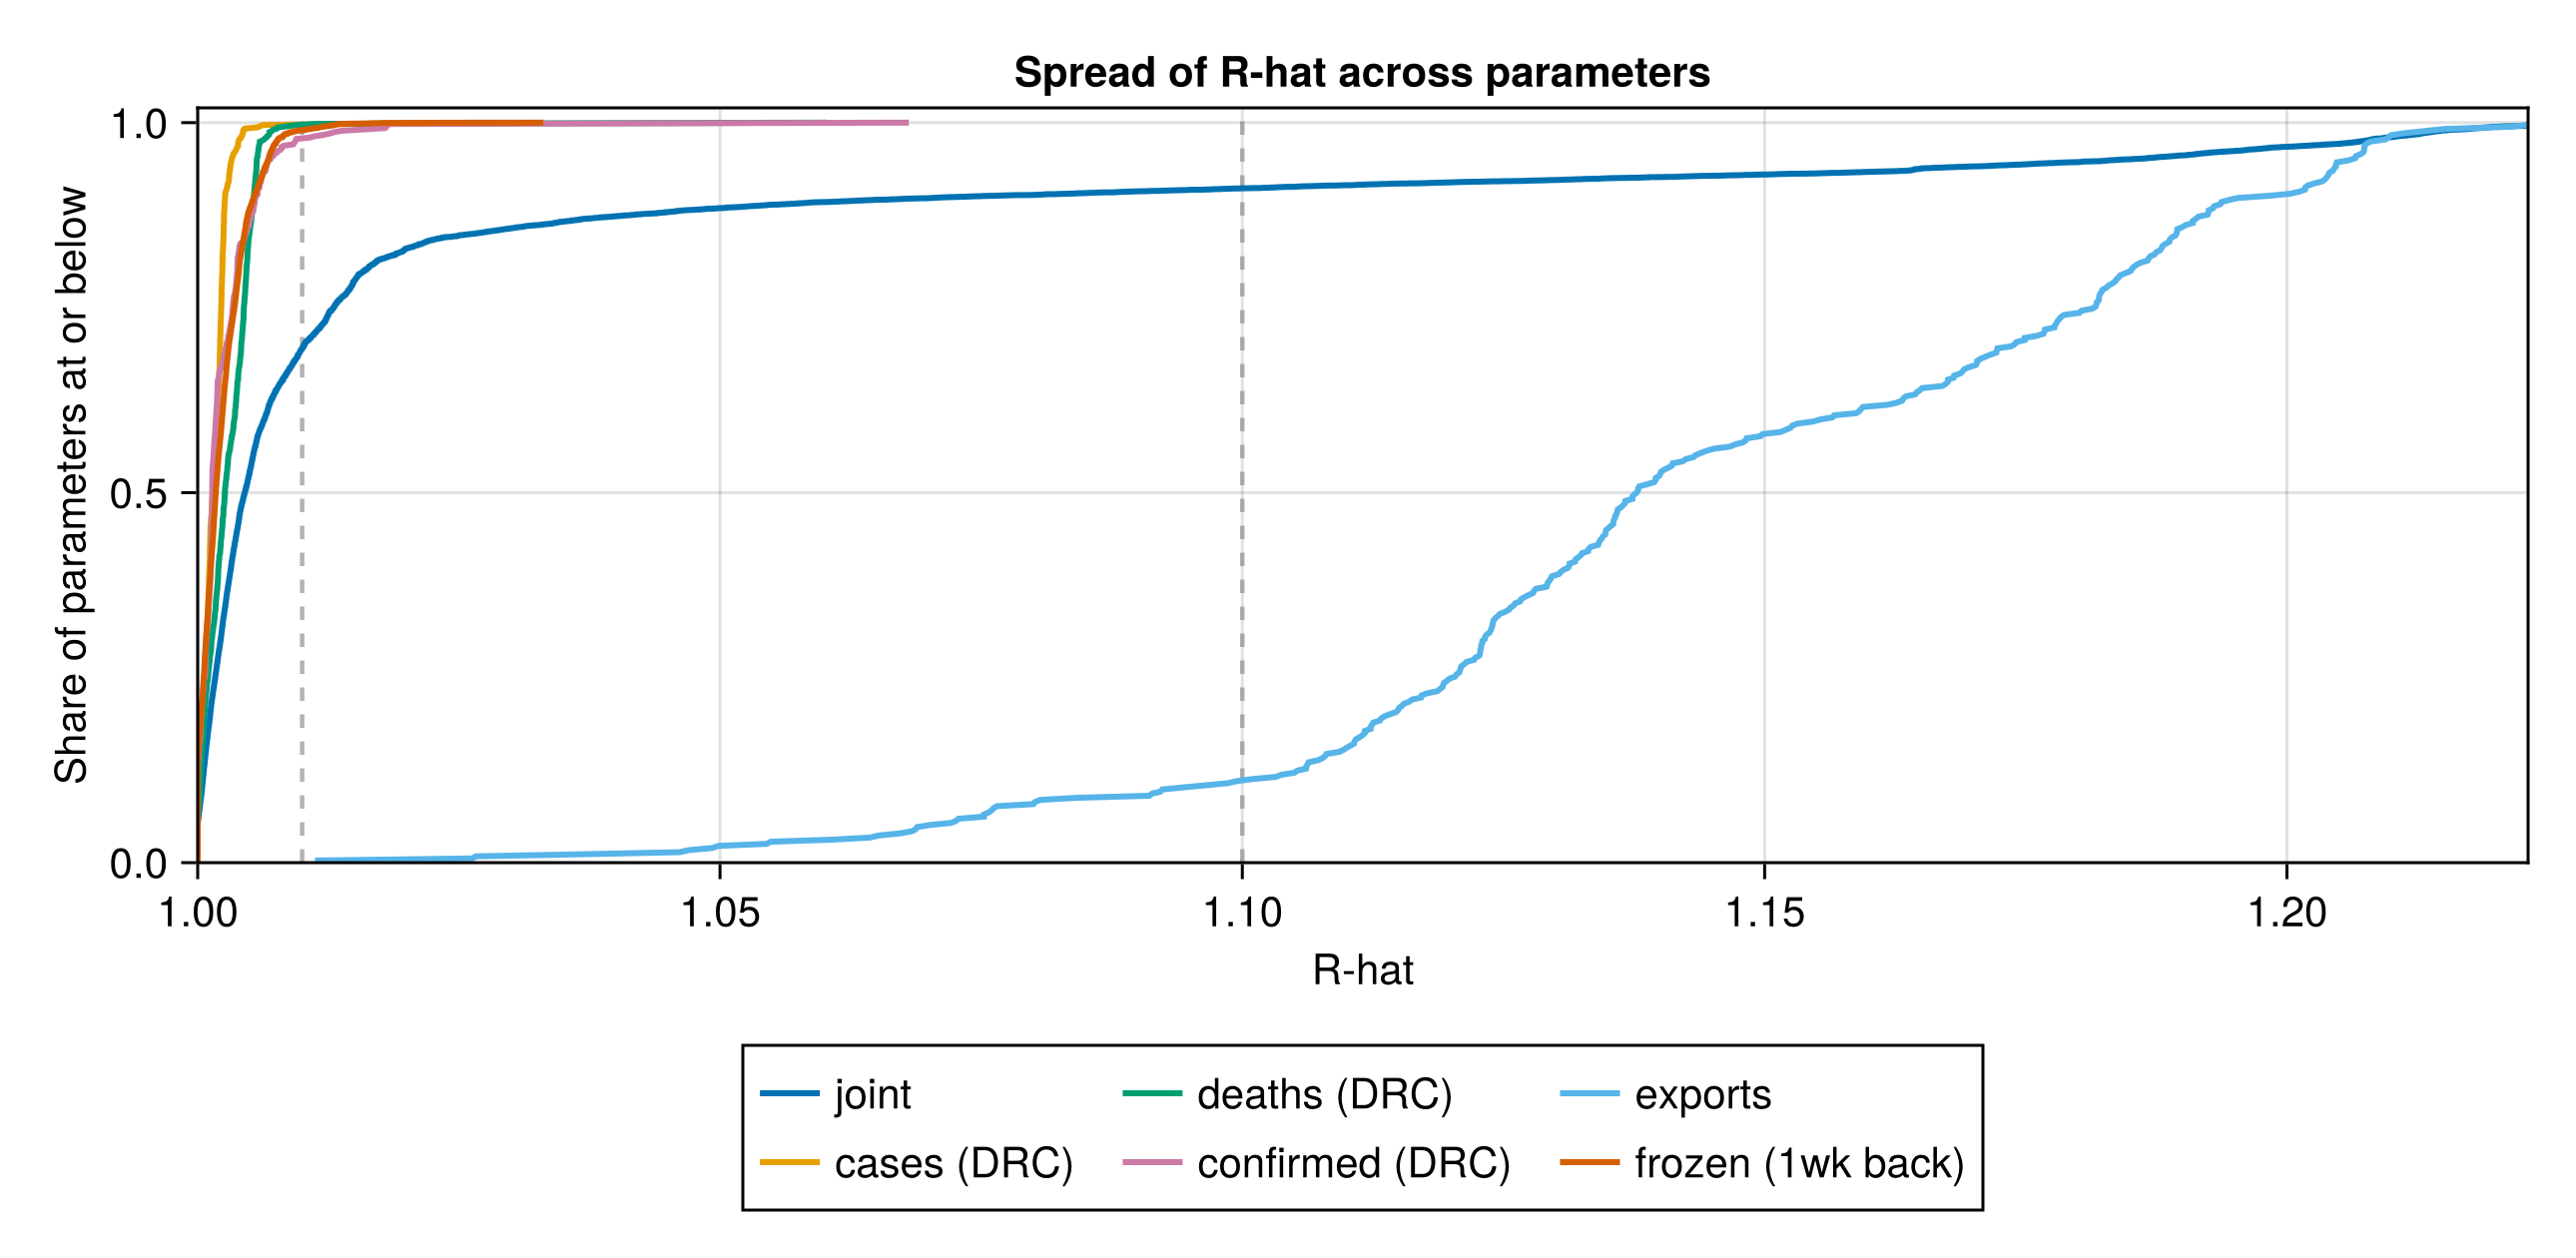 Spread of R-hat across parameters
Share of parameters at or below
1.0
0.5
0.0
1.00 1.05 1.10 1.15 1.20
R-hat
joint deaths (DRC) exports
cases (DRC) confirmed (DRC) frozen (1wk back)